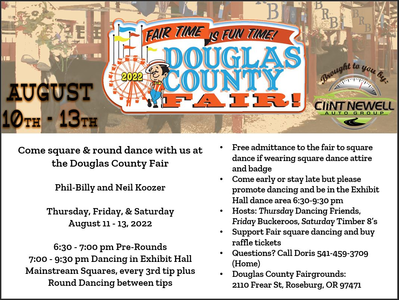 FAIR TIME IS FUN TIME!
2022
DOUGLAS
COUNTY
FAIR!
AUGUST
10TH - 13TH
Brought to you by:
CLINT NEWELL
AUTO GROUP
Come square & round dance with us at
the Douglas County Fair
Phil-Billy and Neil Koozer
Thursday, Friday, & Saturday
August 11 - 13, 2022
6:30 - 7:00 pm Pre-Rounds
7:00 - 9:30 pm Dancing in Exhibit Hall
Mainstream Squares, every 3rd tip plus
Round Dancing between tips
• Free admittance to the fair to square
dance if wearing square dance attire
and badge
• Come early or stay late but please
promote dancing and be in the Exhibit
Hall dance area 6:30-9:30 pm
• Hosts: Thursday Dancing Friends,
Friday Buckeroos, Saturday Timber 8's
• Support Fair square dancing and buy
raffle tickets
• Questions? Call Doris 541-459-3709
(Home)
• Douglas County Fairgrounds:
2110 Frear St, Roseburg, OR 97471